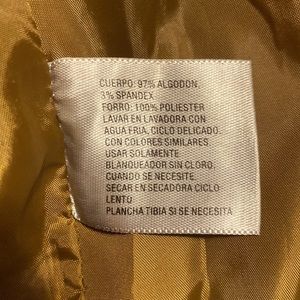 CUERPO: 97% ALGODON,
3% SPANDEX
FORRO: 100% POLIESTER
LAVAR EN LAVADORA CON
AGUA FRIA, CICLO DELICADO.
CON COLORES SIMILARES.
USAR SOLAMENTE
BLANQUEADOR SIN CLORO,
CUANDO SE NECESITE
SECAR EN SECADORA CICLO
LENTO
PLANCHA TIBIA SI SE NECESITA